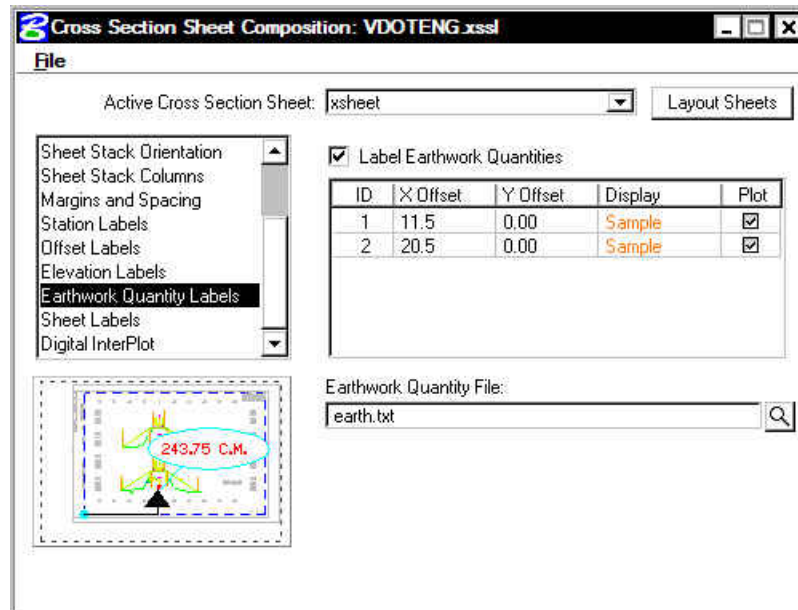 Cross Section Sheet Composition: VDOTENG.xssl
File
Active Cross Section Sheet: xsheet Layout Sheets
Sheet Stack Orientation
Sheet Stack Columns
Margins and Spacing
Station Labels
Offset Labels
Elevation Labels
Earthwork Quantity Labels
Sheet Labels
Digital InterPlot
Label Earthwork Quantities
ID X Offset Y Offset Display Plot
1 11.5 0.00 Sample
2 20.5 0.00 Sample
Earthwork Quantity File:
earth.txt
243.75 C.M.